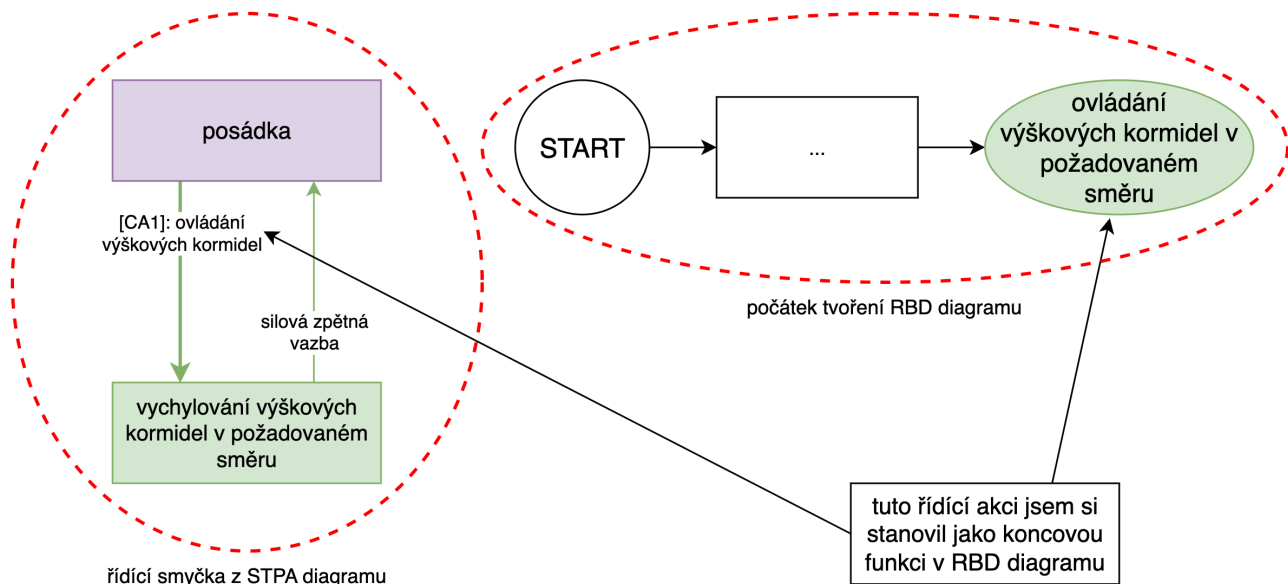 posádka
[CA1]: ovládání
výškových kormidel
silová zpětná
vazba
vychylování výškových
kormidel v požadovaném
směru
řídící smyčka z STPA diagramu
START
...
ovládání
výškových kormidel v
požadovaném
směru
počátek tvoření RBD diagramu
tuto řídící akci jsem si
stanovil jako koncovou
funkci v RBD diagramu